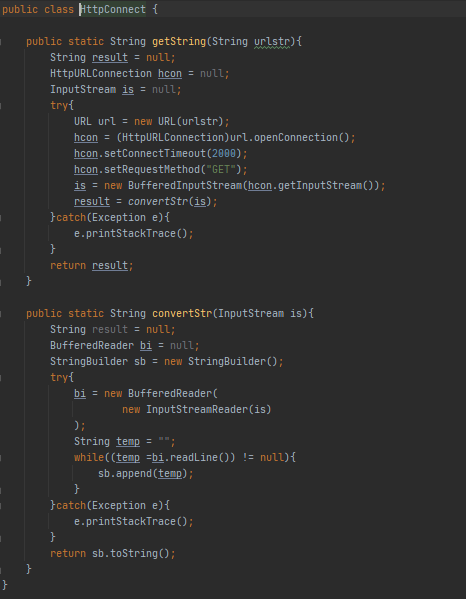 public class HttpConnect {
public static String getString(String urlstr){
String result = null;
HttpURLConnection hcon = null;
InputStream is = null;
try{
URL url = new URL(urlstr);
hcon = (HttpURLConnection)url.openConnection();
hcon.setConnectTimeout(2000);
hcon.setRequestMethod("GET");
is = new BufferedInputStream(hcon.getInputStream());
result = convertStr(is);
}catch(Exception e){
e.printStackTrace();
}
return result;
}
public static String convertStr(InputStream is){
String result = null;
BufferedReader bi = null;
StringBuilder sb = new StringBuilder();
try{
bi = new BufferedReader(
new InputStreamReader(is)
);
String temp = "";
while((temp =bi.readLine()) != null){
sb.append(temp);
}
}catch(Exception e){
e.printStackTrace();
}
return sb.toString();
}
}